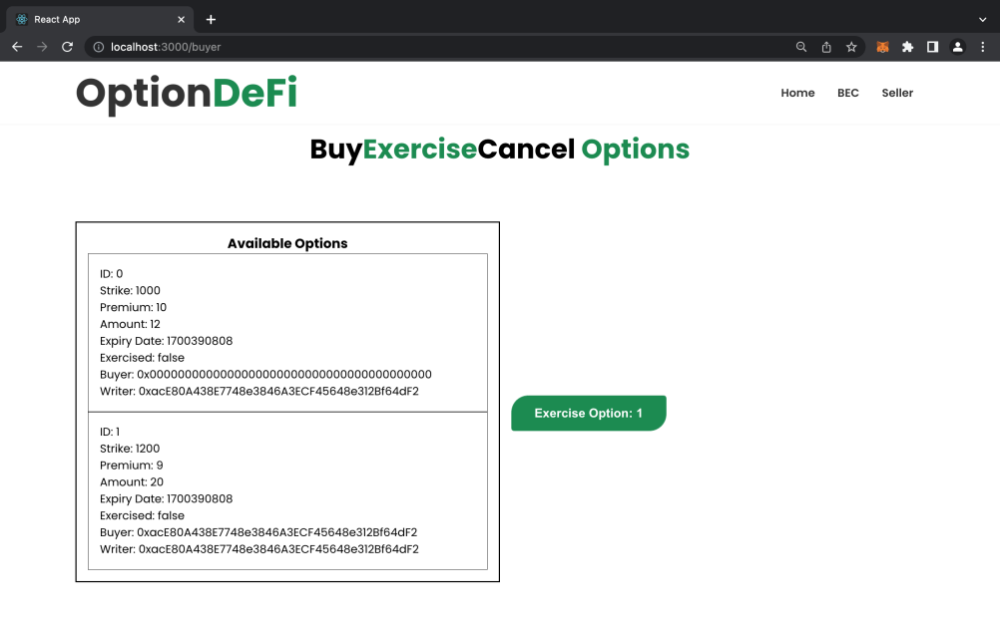 React App
localhost:3000/buyer
OptionDeFi
Home
BEC
Seller
BuyExerciseCancel Options
Available Options
ID: 0
Strike: 1000
Premium: 10
Amount: 12
Expiry Date: 1700390808
Exercised: false
Buyer: 0x0000000000000000000000000000000000000000
Writer: 0xacE80A438E7748e3846A3ECF45648e312Bf64dF2
Exercise Option: 1
ID: 1
Strike: 1200
Premium: 9
Amount: 20
Expiry Date: 1700390808
Exercised: false
Buyer: 0xacE80A438E7748e3846A3ECF45648e312Bf64dF2
Writer: 0xacE80A438E7748e3846A3ECF45648e312Bf64dF2